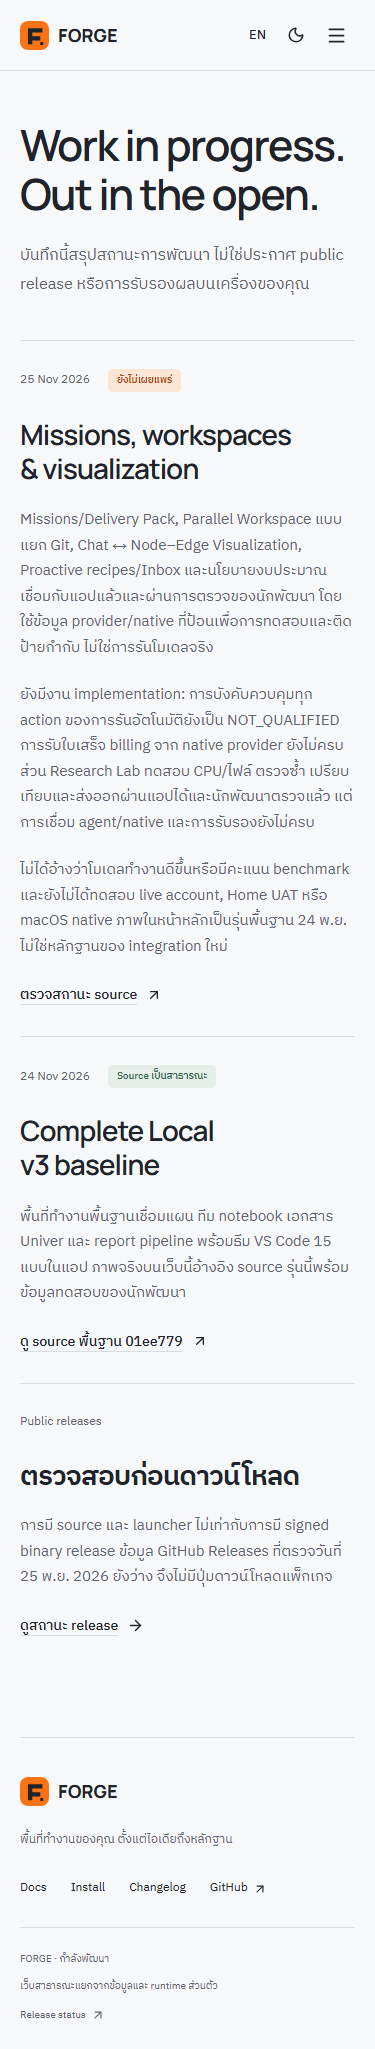 FORGE
EN
Work in progress.
Out in the open.
บันทึกนี้สรุปสถานะการพัฒนา ไม่ใช่ประกาศ public
release หรือการรับรองผลบนเครื่องของคุณ
25 Nov 2026 ยังไม่เผยแพร่
Missions, workspaces
& visualization
Missions/Delivery Pack, Parallel Workspace แบบ
แยก Git, Chat ↔ Node–Edge Visualization,
Proactive recipes/Inbox และนโยบายงบประมาณ
เชื่อมกับแอปแล้วและผ่านการตรวจของนักพัฒนา โดย
ใช้ข้อมูล provider/native ที่ป้อนเพื่อการทดสอบและติด
ป้ายกำกับ ไม่ใช่การรันโมเดลจริง
ยังมีงาน implementation: การบังคับควบคุมทุก
action ของการรันอัตโนมัติยังเป็น NOT_QUALIFIED
การรับใบเสร็จ billing จาก native provider ยังไม่ครบ
ส่วน Research Lab ทดสอบ CPU/ไฟล์ ตรวจซ้ำ เปรียบ
เทียบและส่งออกผ่านแอปได้และนักพัฒนาตรวจแล้ว แต่
การเชื่อม agent/native และการรับรองยังไม่ครบ
ไม่ได้อ้างว่าโมเดลทำงานดีขึ้นหรือมีคะแนน benchmark
และยังไม่ได้ทดสอบ live account, Home UAT หรือ
macOS native ภาพในหน้าหลักเป็นรุ่นพื้นฐาน 24 พ.ย.
ไม่ใช่หลักฐานของ integration ใหม่
ตรวจสถานะ source
24 Nov 2026 Source เป็นสาธารณะ
Complete Local
v3 baseline
พื้นที่ทำงานพื้นฐานเชื่อมแผน ทีม notebook เอกสาร
Univer และ report pipeline พร้อมธีม VS Code 15
แบบในแอป ภาพจริงบนเว็บนี้อ้างอิง source รุ่นนี้พร้อม
ข้อมูลทดสอบของนักพัฒนา
ดู source พื้นฐาน 01ee779
Public releases
ตรวจสอบก่อนดาวน์โหลด
การมี source และ launcher ไม่เท่ากับการมี signed
binary release ข้อมูล GitHub Releases ที่ตรวจวันที่
25 พ.ย. 2026 ยังว่าง จึงไม่มีปุ่มดาวน์โหลดแพ็กเกจ
ดูสถานะ release
FORGE
พื้นที่ทำงานของคุณ ตั้งแต่ไอเดียถึงหลักฐาน
Docs Install Changelog GitHub
FORGE · กำลังพัฒนา
เว็บสาธารณะแยกจากข้อมูลและ runtime ส่วนตัว
Release status